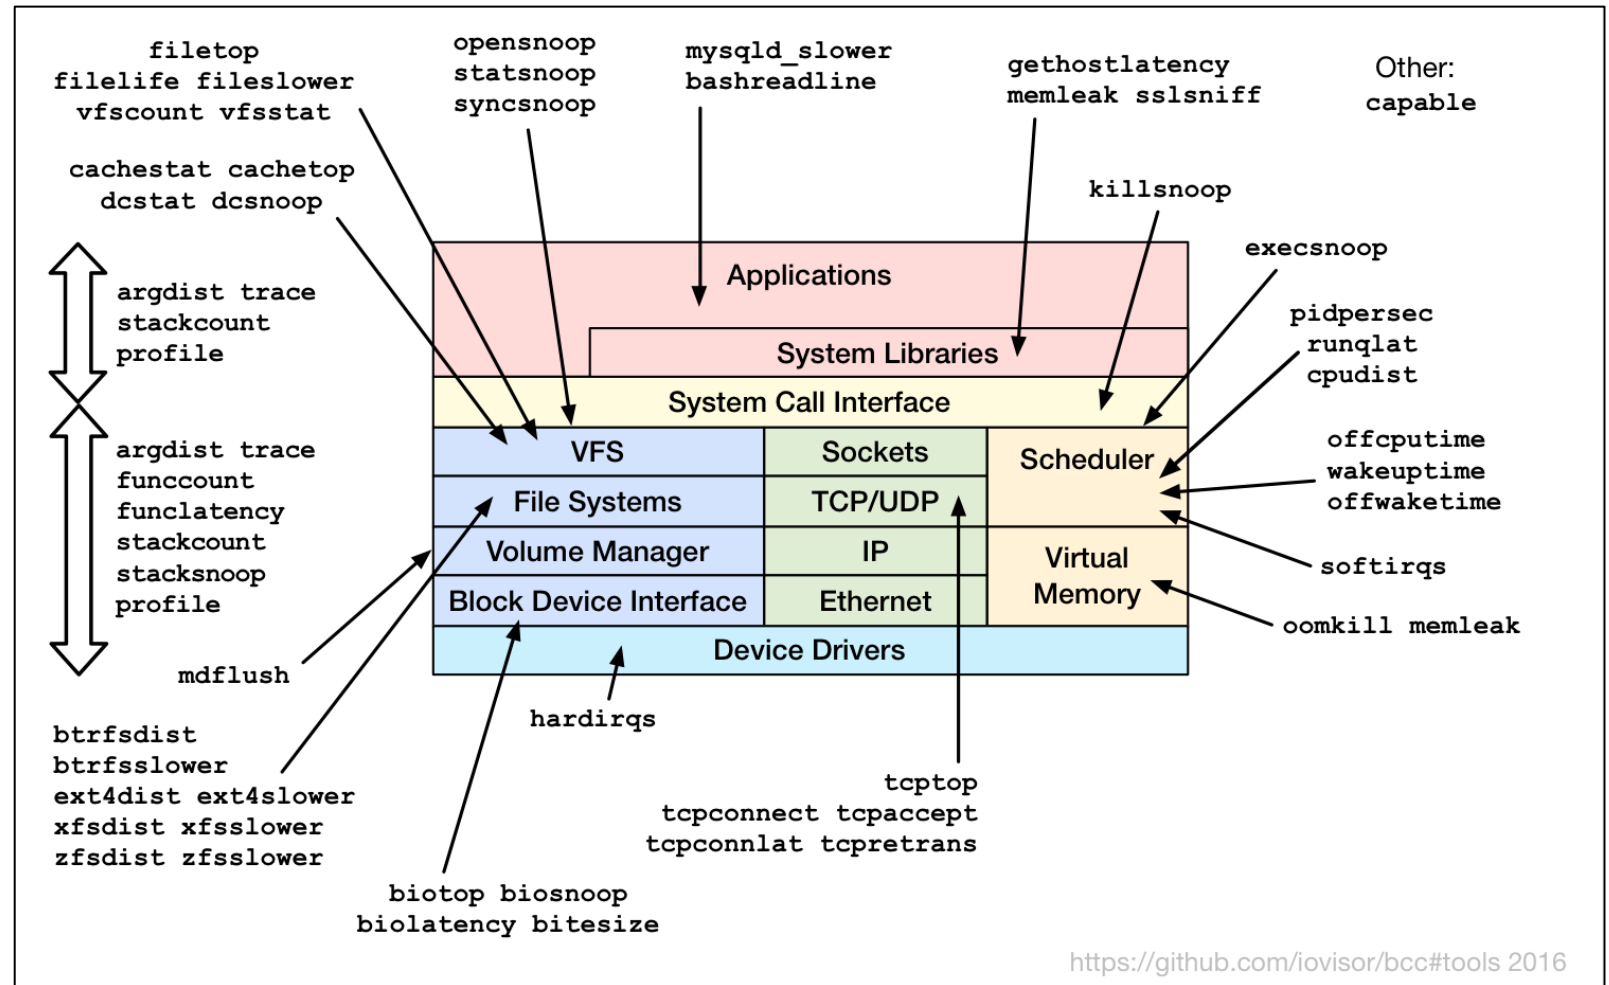 filetop
filelife fileslower
vfscount vfsstat
opensnoop
statsnoop
syncsnoop
mysqld_slower
bashreadline
gethostlatency
memleak sslsniff
Other:
capable
cachestat cachetop
dcstat dcsnoop
killsnoop
execsnoop
argdist trace
stackcount
profile
pidpersec
runqlat
cpudist
Applications
System Libraries
System Call Interface
VFS
Sockets
Scheduler
File Systems
TCP/UDP
Volume Manager
IP
Virtual
Memory
Block Device Interface
Ethernet
Device Drivers
argdist trace
funccount
funclatency
stackcount
stacksnoop
profile
offcputime
wakeuptime
offwaketime
softirqs
oomkill memleak
mdflush
hardirqs
btrfsdist
btrfsslower
ext4dist ext4slower
xfsdist xfsslower
zfsdist zfsslower
tcptop
tcpconnect tcpaccept
tcpconnlat tcpretrans
biotop biosnoop
biolatency bitesize
https://github.com/iovisor/bcc#tools 2016